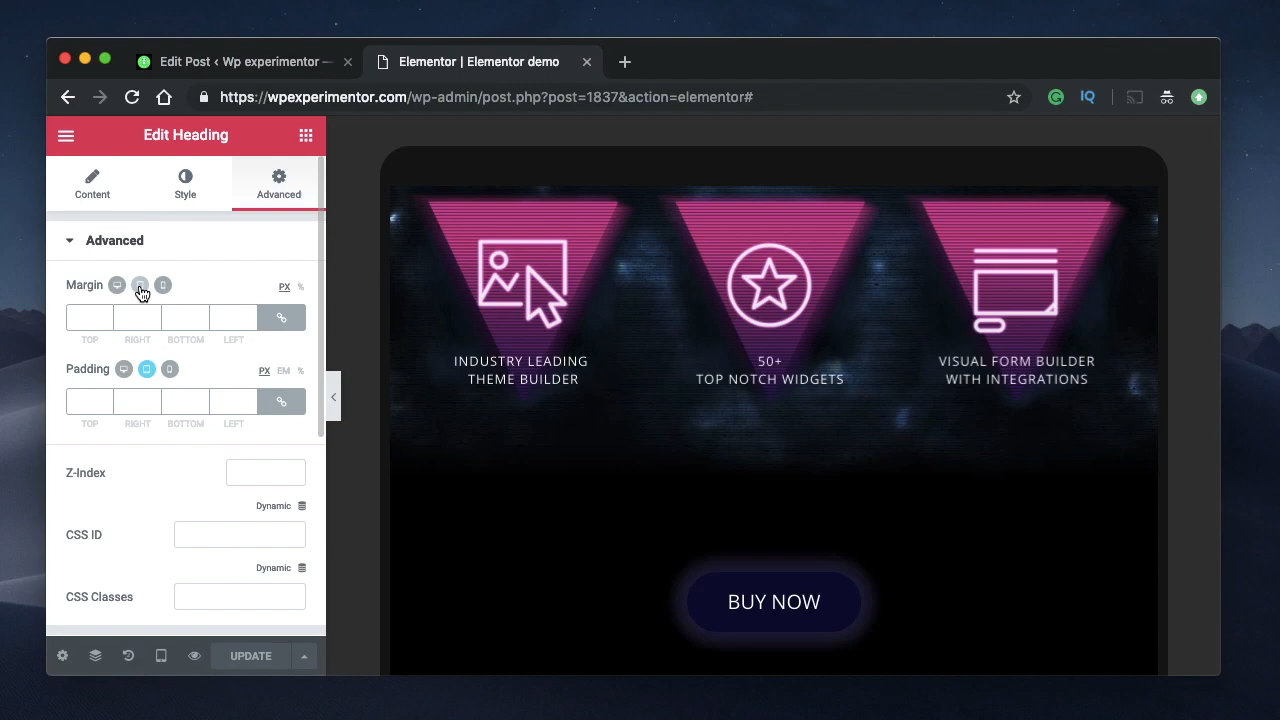 Edit Post ‹ Wp experimentor —
Elementor | Elementor demo
https://wpexperimentor.com/wp-admin/post.php?post=1837&action=elementor#
IQ
Edit Heading
Content
Style
Advanced
Advanced
Margin
PX %
TOP RIGHT BOTTOM LEFT
Padding
PX EM %
TOP RIGHT BOTTOM LEFT
Z-Index
Dynamic
CSS ID
Dynamic
CSS Classes
UPDATE
INDUSTRY LEADING
THEME BUILDER
50+
TOP NOTCH WIDGETS
VISUAL FORM BUILDER
WITH INTEGRATIONS
BUY NOW